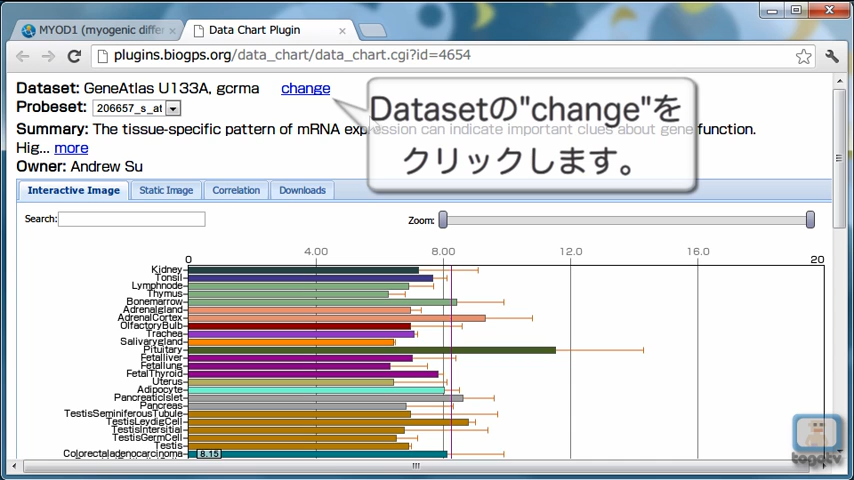 MYOD1 (myogenic differ
Data Chart Plugin
plugins.biogps.org/data_chart/data_chart.cgi?id=4654
Dataset: GeneAtlas U133A, gcrma change
Probeset: 206657_s_at
Summary: The tissue-specific pattern of mRNA expression can indicate important clues about gene function.
Hig... more
Owner: Andrew Su
Datasetの"change"を
クリックします。
Interactive Image Static Image Correlation Downloads
Search: Zoom:
0 4.00 8.00 12.0 16.0 20
Kidney
Tonsil
Lymphnode
Thymus
Bonemarrow
Adrenalgland
AdrenalCortex
OlfactoryBulb
Trachea
Salivarygland
Pituitary
Fetalliver
Fetallung
FetalThyroid
Uterus
Adipocyte
PancreaticIslet
Pancreas
TestisSeminiferousTubule
TestisLeydigCell
TestisIntersitial
TestisGermCell
Testis
Colorectaladenocarcinoma 8.15
togotv